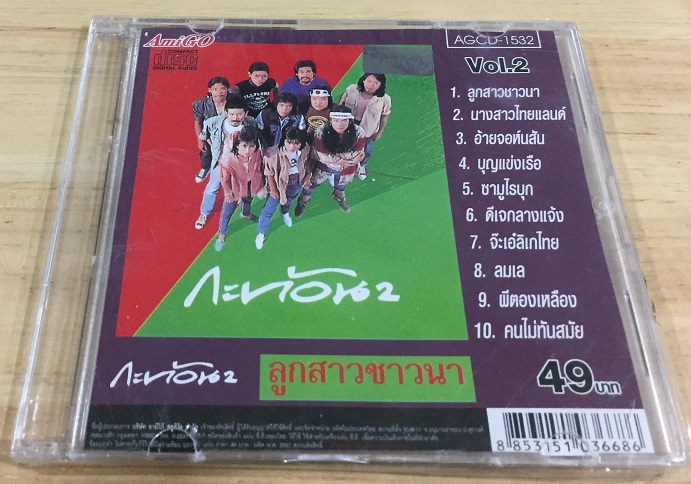 AmiGO
COMPACT
disc
DIGITAL AUDIO
กะท้อน 2
AGCD-1532
Vol.2
1. ลูกสาวชาวนา
2. นางสาวไทยแลนด์
3. อ้ายจอห์นสัน
4. บุญแข่งเรือ
5. ซามูไรบุก
6. ดีเจกลางแจ้ง
7. จ๊ะเอ๋ลิเกไทย
8. ลมเล
9. ผีตองเหลือง
10. คนไม่ทันสมัย
กะท้อน 2 ลูกสาวชาวนา
49 บาท
8 853151 036686